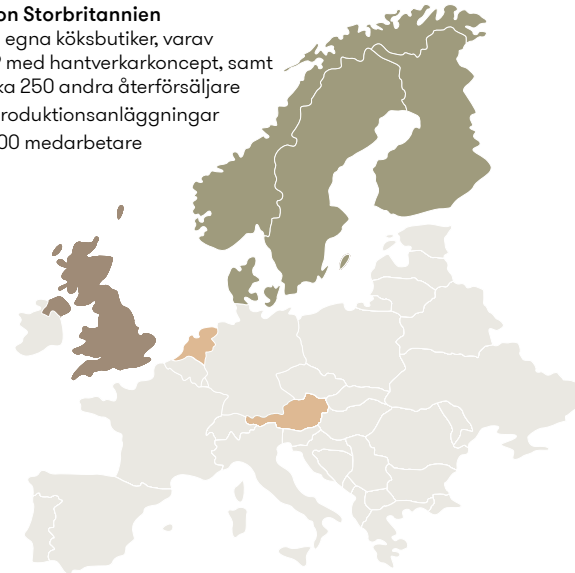 on Storbritannien
egna köksbutiker, varav
med hantverkarkoncept, samt
ka 250 andra återförsäljare
roduktionsanläggningar
00 medarbetare